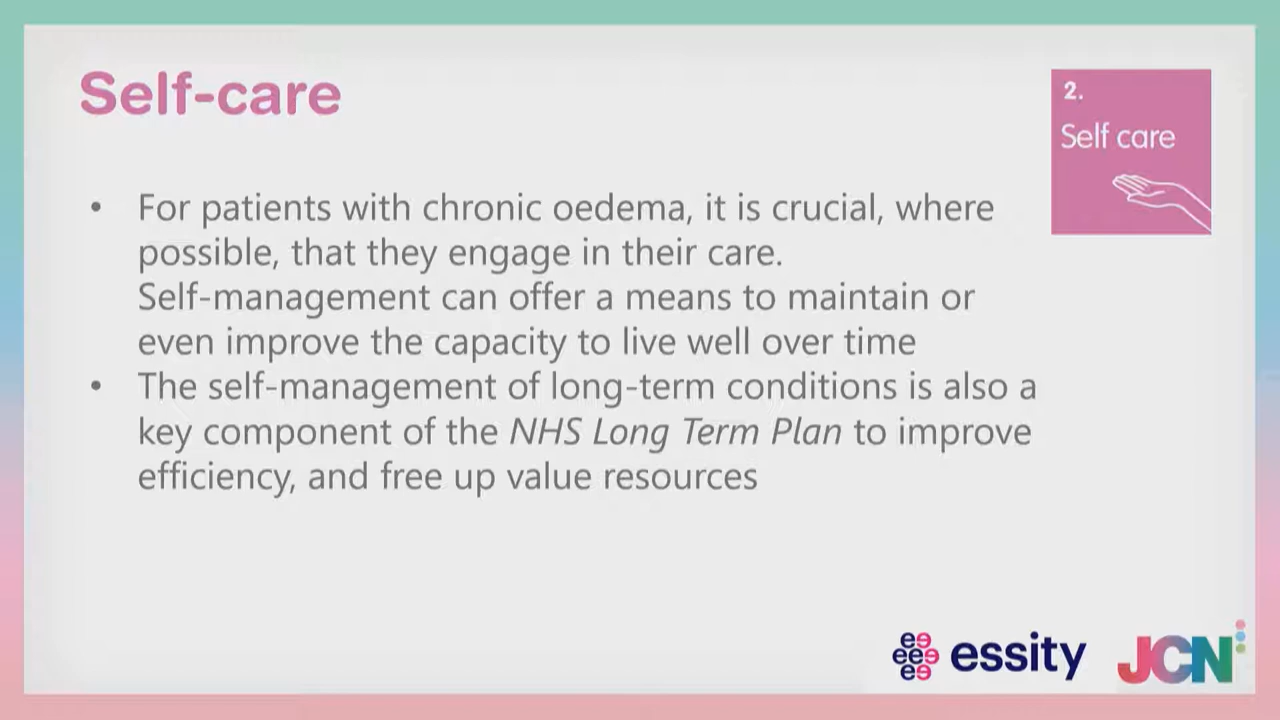 Self-care
2.
Self care
• For patients with chronic oedema, it is crucial, where
possible, that they engage in their care.
Self-management can offer a means to maintain or
even improve the capacity to live well over time
• The self-management of long-term conditions is also a
key component of the NHS Long Term Plan to improve
efficiency, and free up value resources
essity
JCN